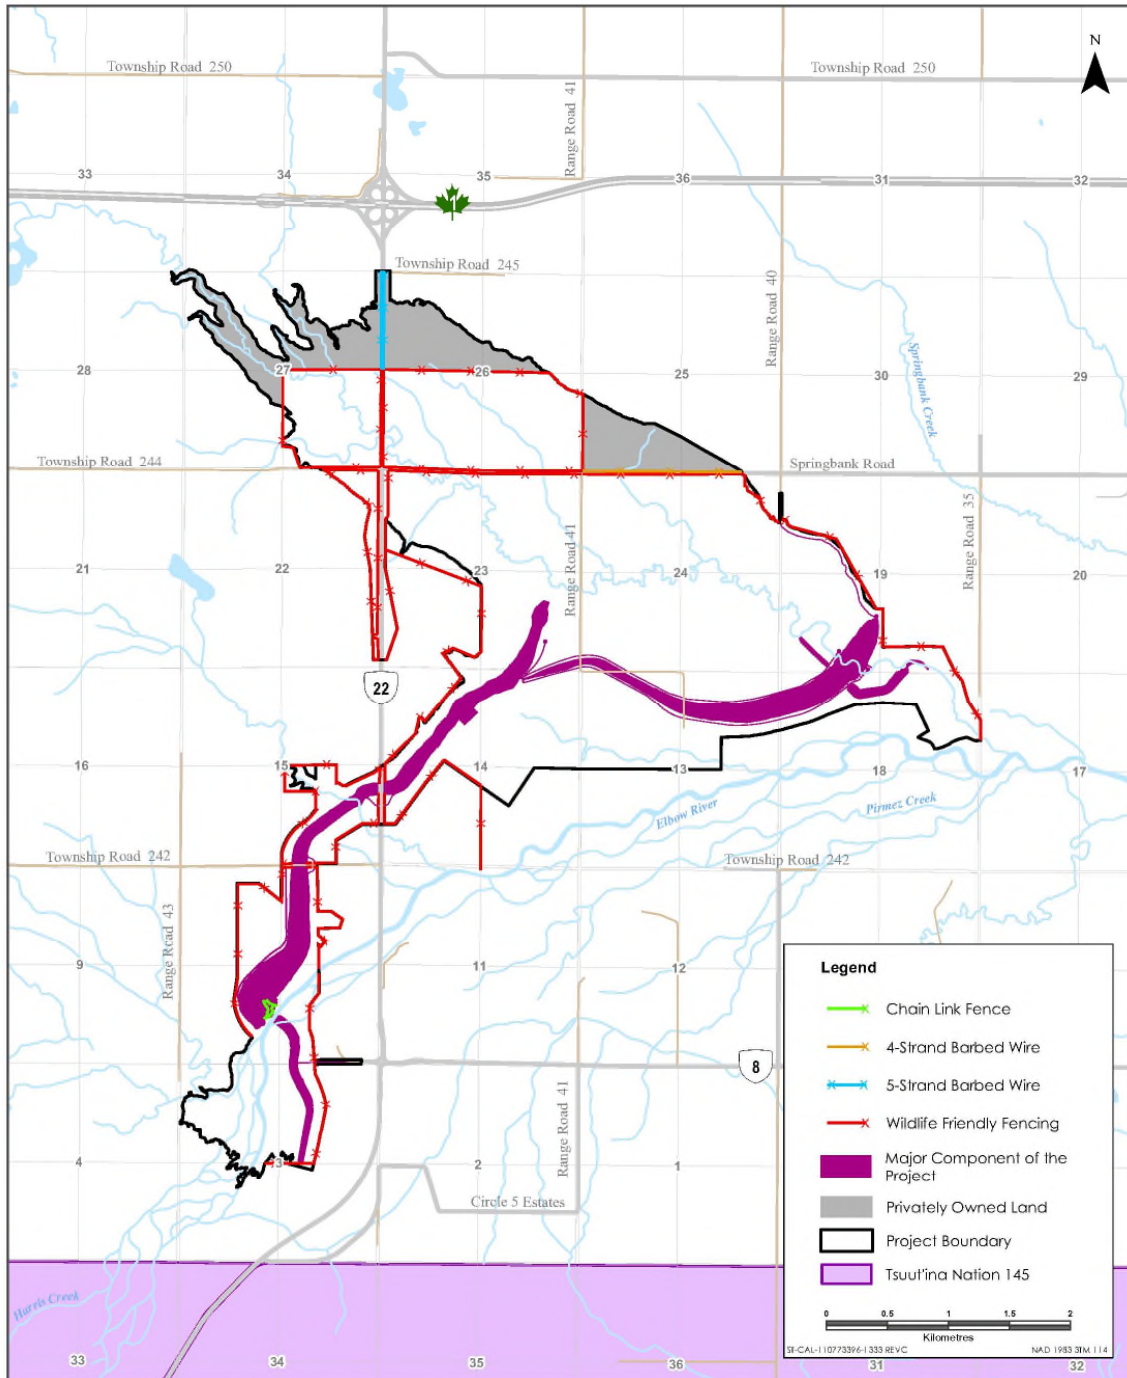 N
Township Road 250
Township Road 250
Range Road 41
33
34
35
36
31
32
1
Township Road 245
Range Road 40
28
27
26
25
30
29
Springbank Creek
Township Road 244
Springbank Road
Range Road 41
Range Road 35
21
22
23
24
19
20
22
16
15
14
13
18
17
Elbow River
Pirmez Creek
Township Road 242
Township Road 242
Range Road 43
9
11
12
8
Range Road 41
4
3
2
1
Circle 5 Estates
Harris Creek
33
34
35
36
31
32
Legend
Chain Link Fence
4-Strand Barbed Wire
5-Strand Barbed Wire
Wildlife Friendly Fencing
Major Component of the
Project
Privately Owned Land
Project Boundary
Tsuut'ina Nation 145
0 0.5 1 1.5 2
Kilometres
ST-CAL-110773396-1333 REVC NAD 1983 3TM 114